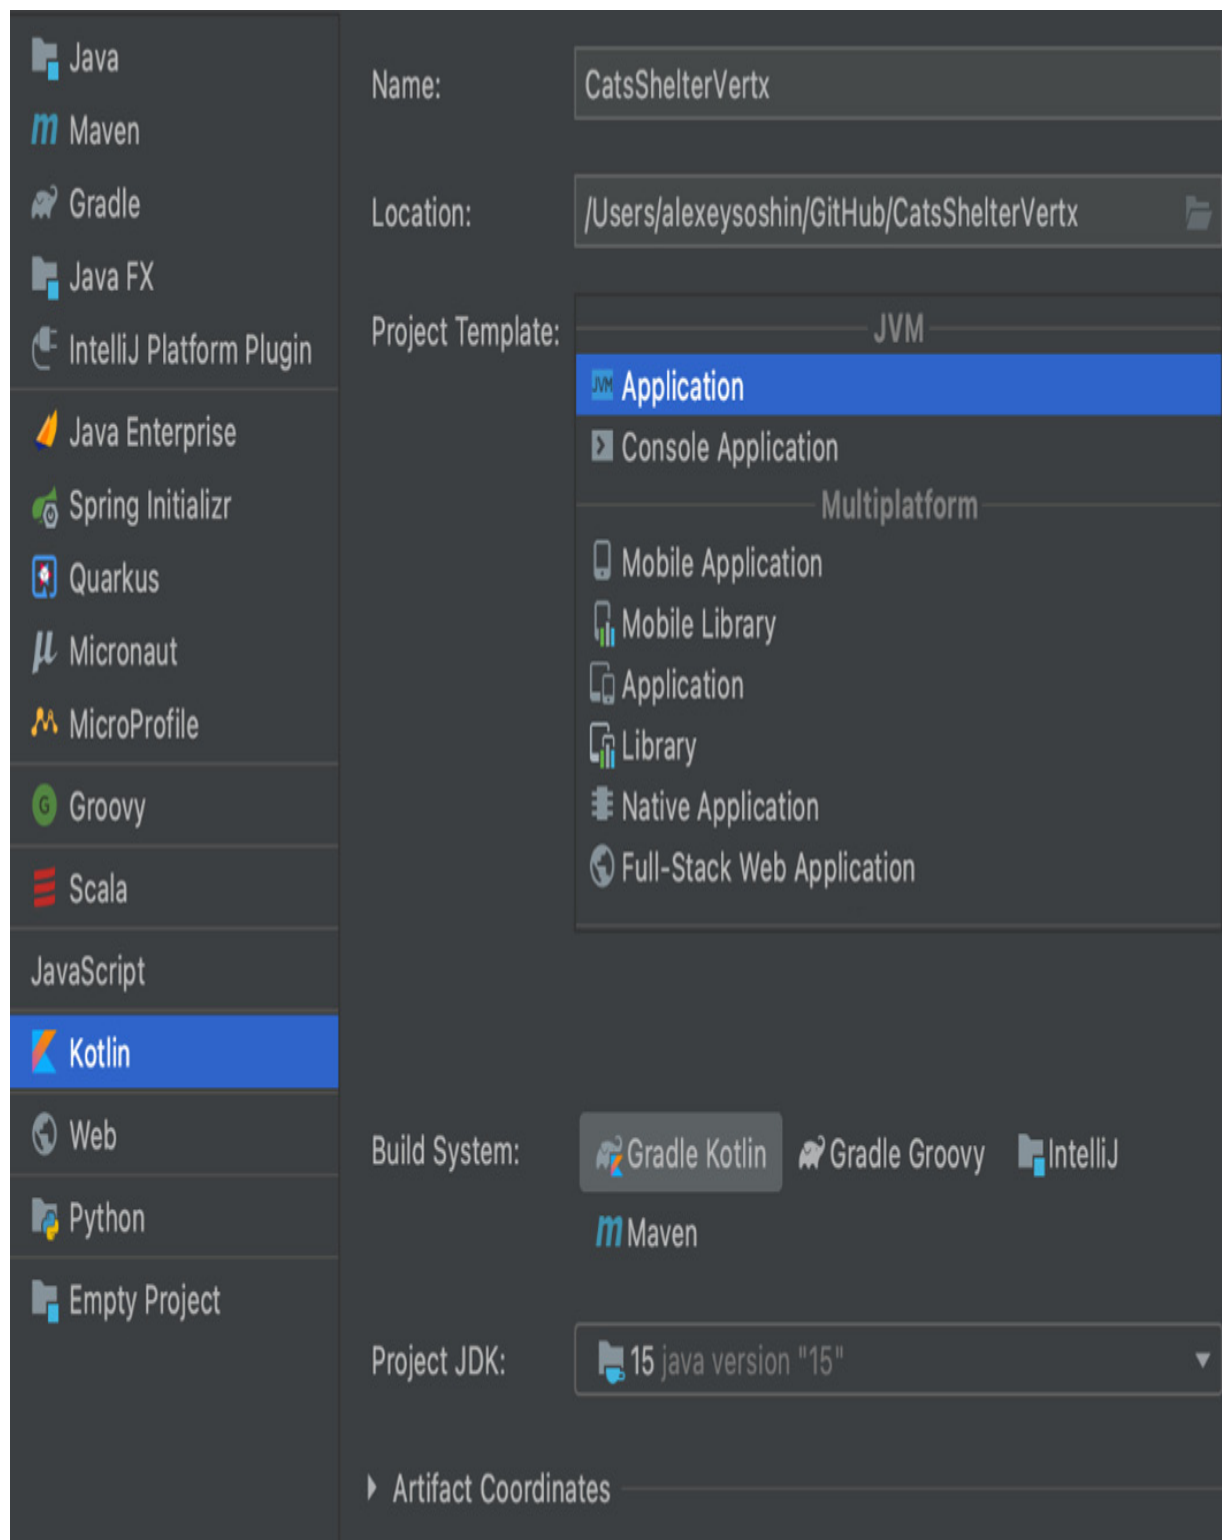 Java
Maven
Gradle
Java FX
IntelliJ Platform Plugin
Java Enterprise
Spring Initializr
Quarkus
Micronaut
MicroProfile
G Groovy
Scala
JavaScript
Kotlin
Web
Python
Empty Project
Name: CatsShelterVertx
Location: /Users/alexeysoshin/GitHub/CatsShelterVertx
Project Template:
JVM
JVM Application
Console Application
Multiplatform
Mobile Application
Mobile Library
Application
Library
Native Application
Full-Stack Web Application
Build System: Gradle Kotlin Gradle Groovy IntelliJ
Maven
Project JDK: 15 java version "15"
Artifact Coordinates